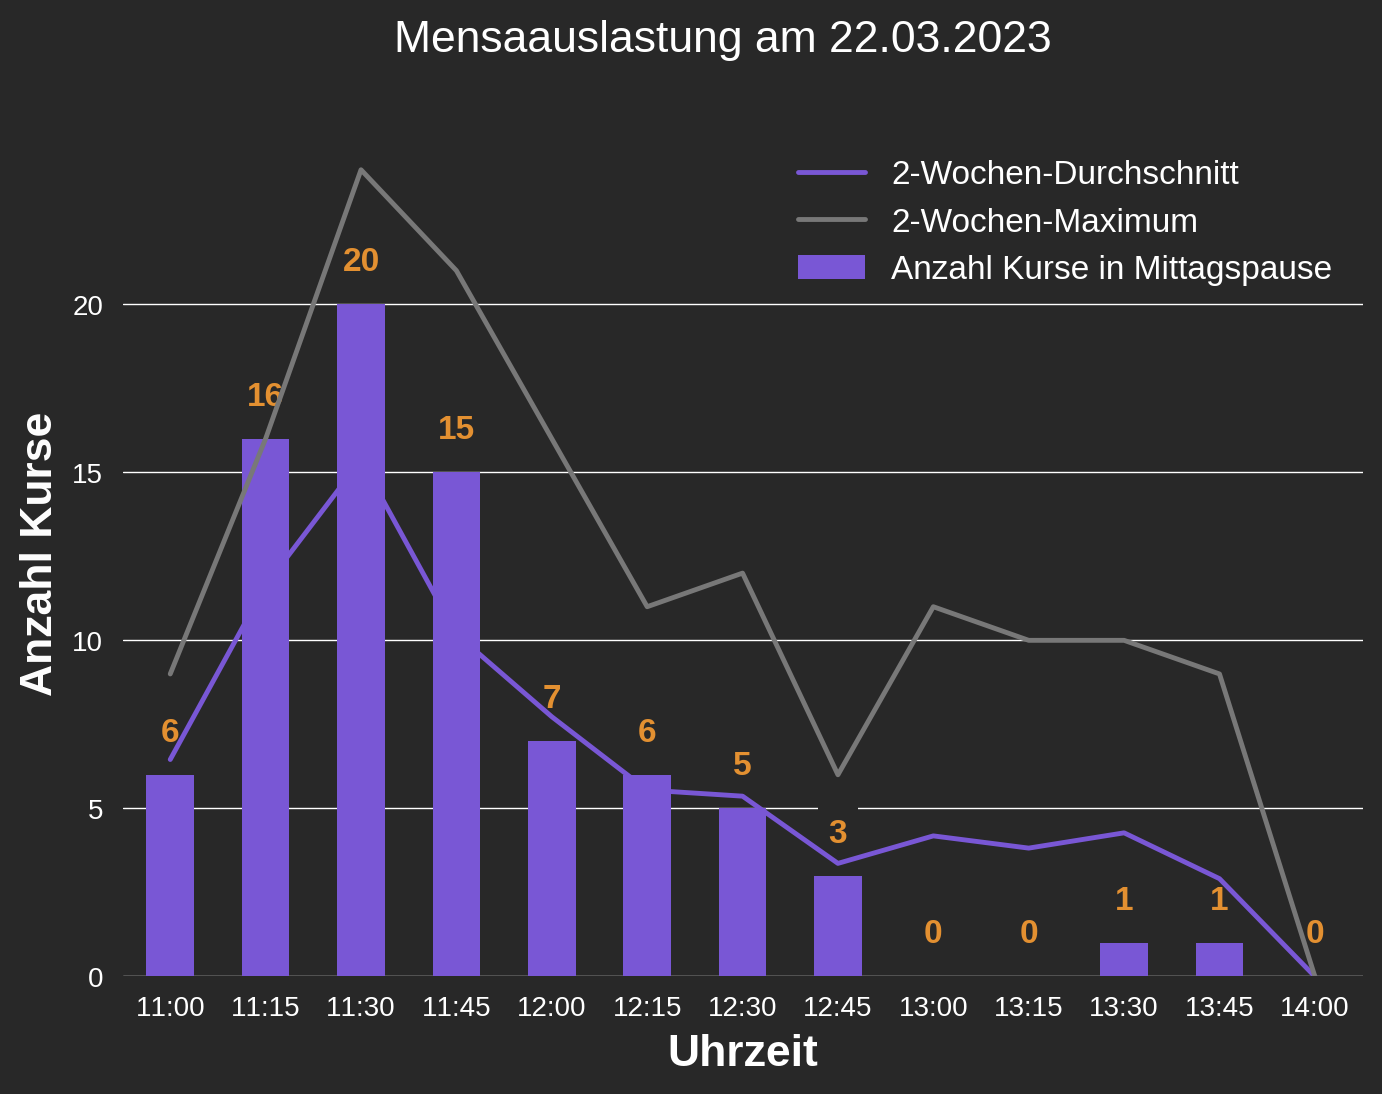 Mensaauslastung am 22.03.2023
2-Wochen-Durchschnitt
2-Wochen-Maximum
Anzahl Kurse in Mittagspause
Anzahl Kurse
20
15
10
5
0
6
16
20
15
7
6
5
3
0
0
1
1
0
11:00 11:15 11:30 11:45 12:00 12:15 12:30 12:45 13:00 13:15 13:30 13:45 14:00
Uhrzeit